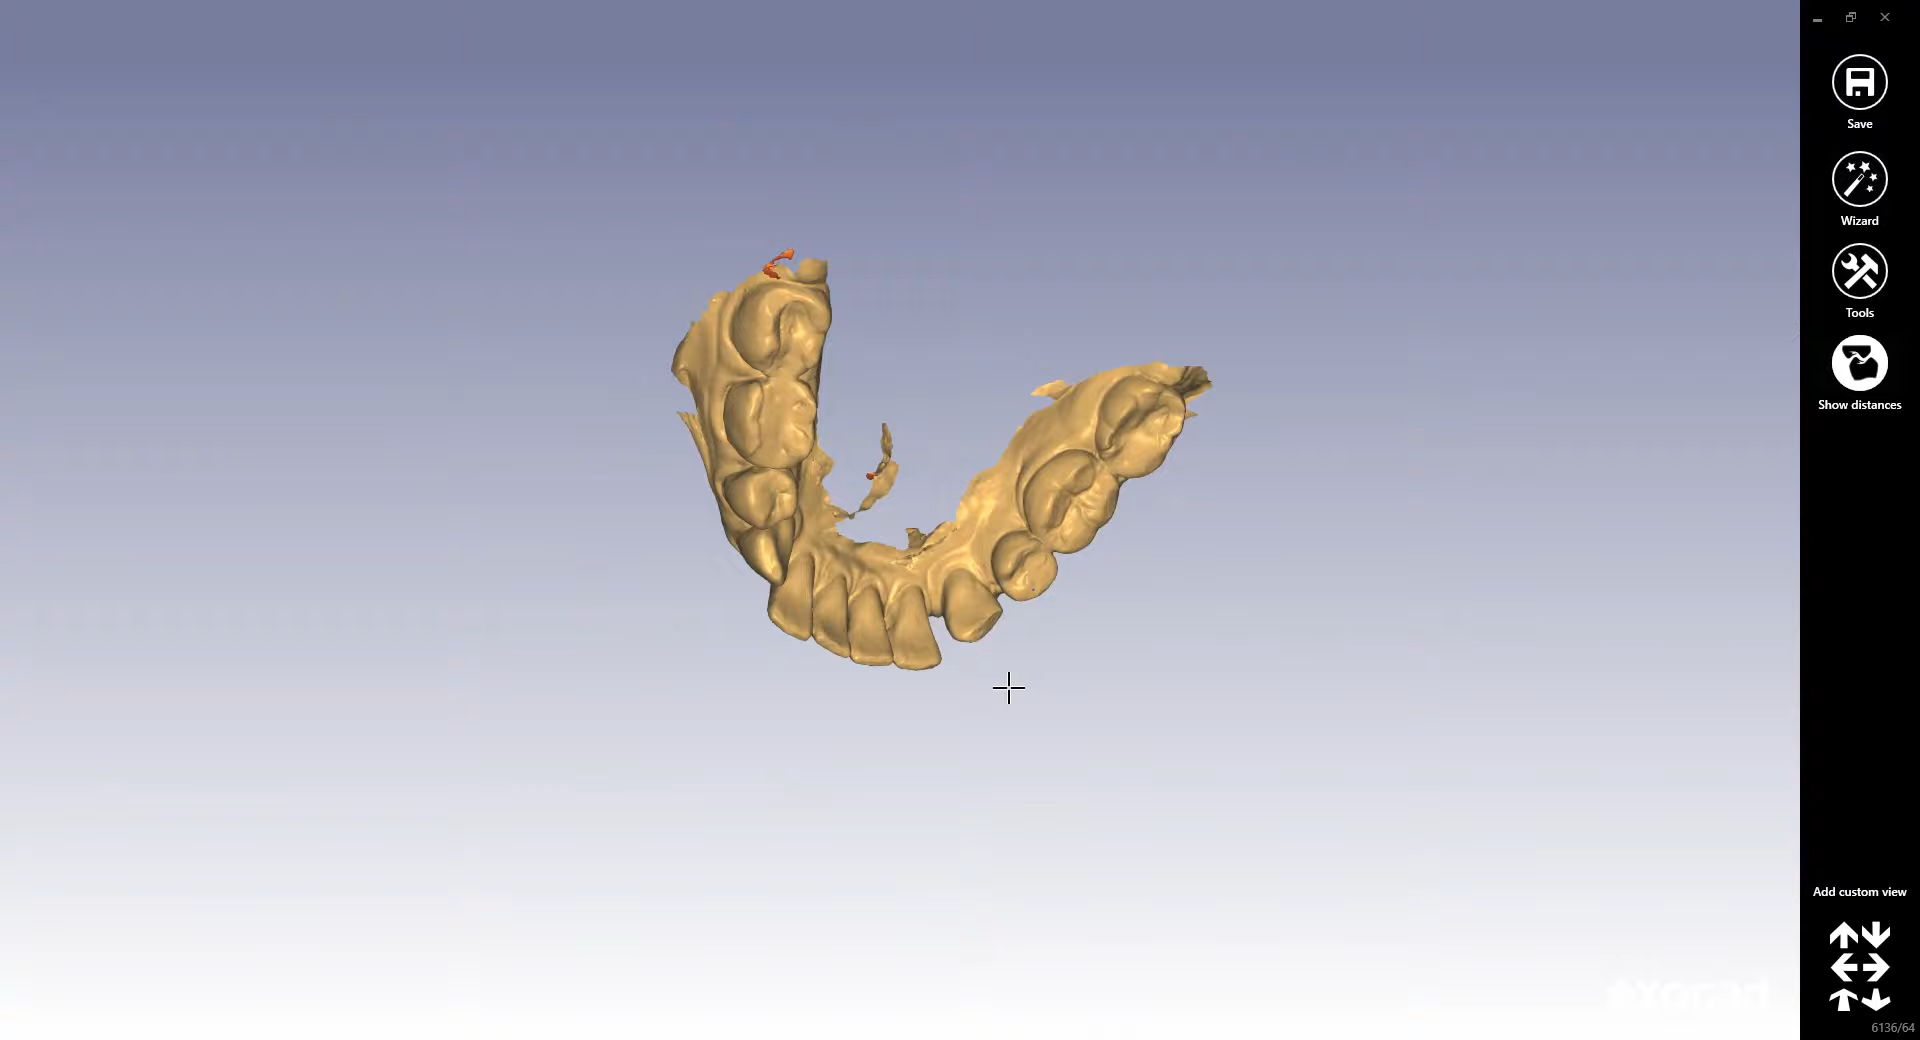 Save
Wizard
Tools
Show distances
Add custom view
6136/64